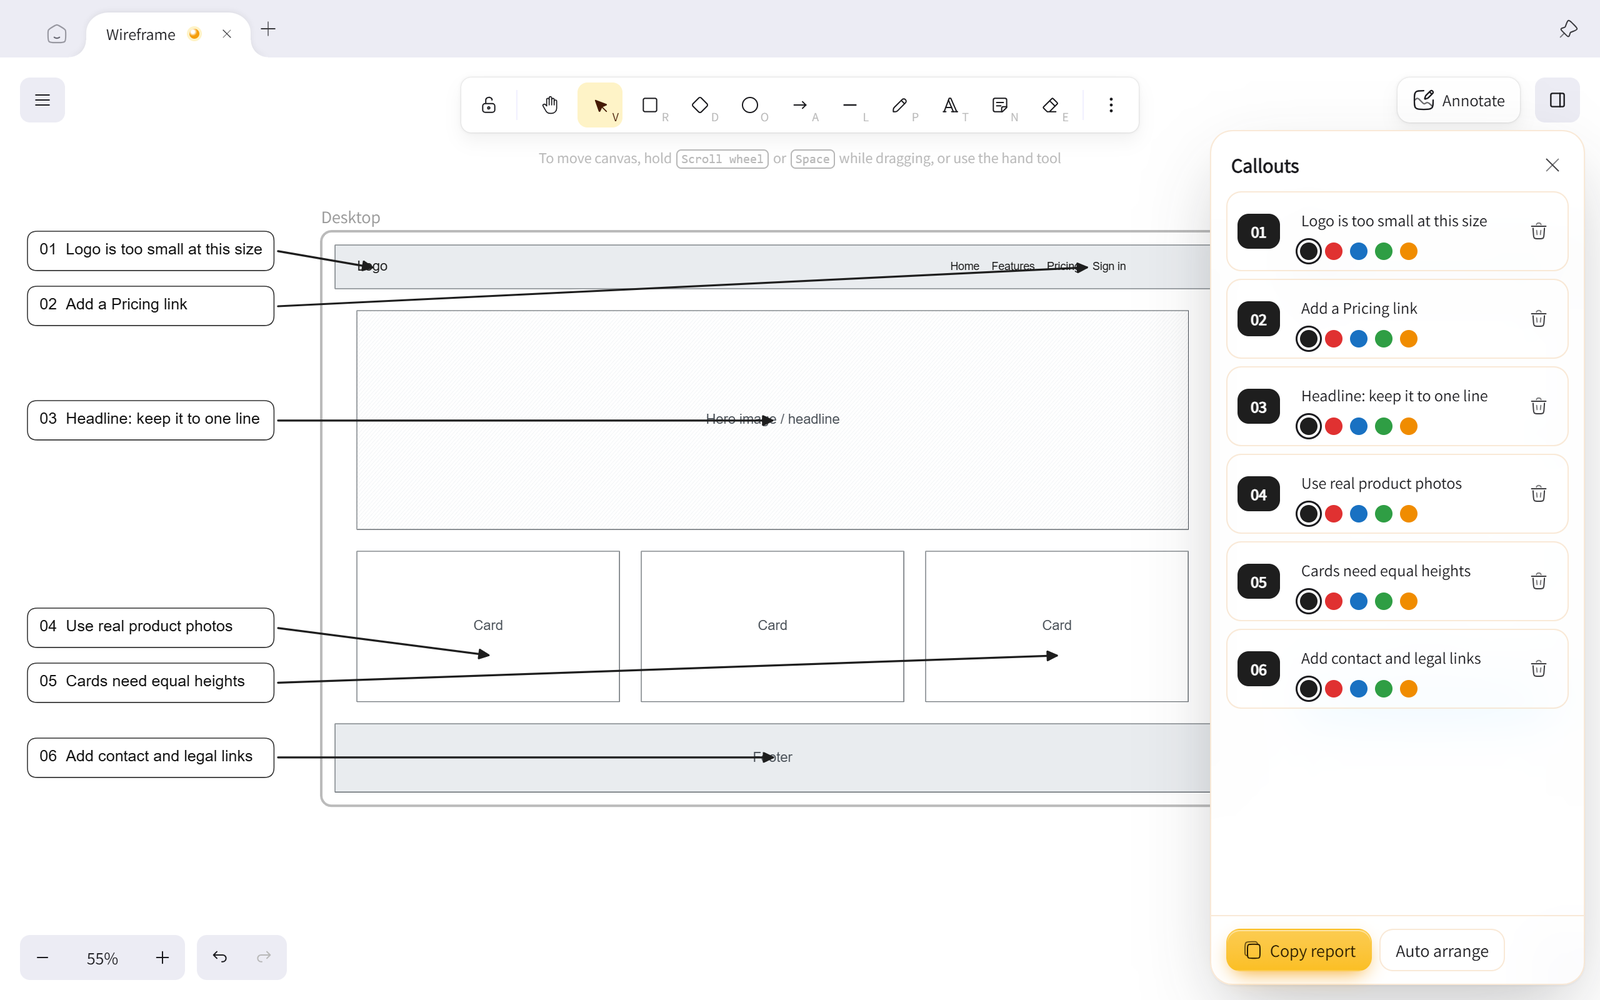 Wireframe
Annotate
V
R
D
O
A
L
P
T
N
E
To move canvas, hold Scroll wheel or Space while dragging, or use the hand tool
Desktop
01 Logo is too small at this size
02 Add a Pricing link
03 Headline: keep it to one line
04 Use real product photos
05 Cards need equal heights
06 Add contact and legal links
Logo
Home Features Pricing Sign in
Hero image / headline
Card
Card
Card
Footer
Callouts
01 Logo is too small at this size
02 Add a Pricing link
03 Headline: keep it to one line
04 Use real product photos
05 Cards need equal heights
06 Add contact and legal links
Copy report
Auto arrange
55%